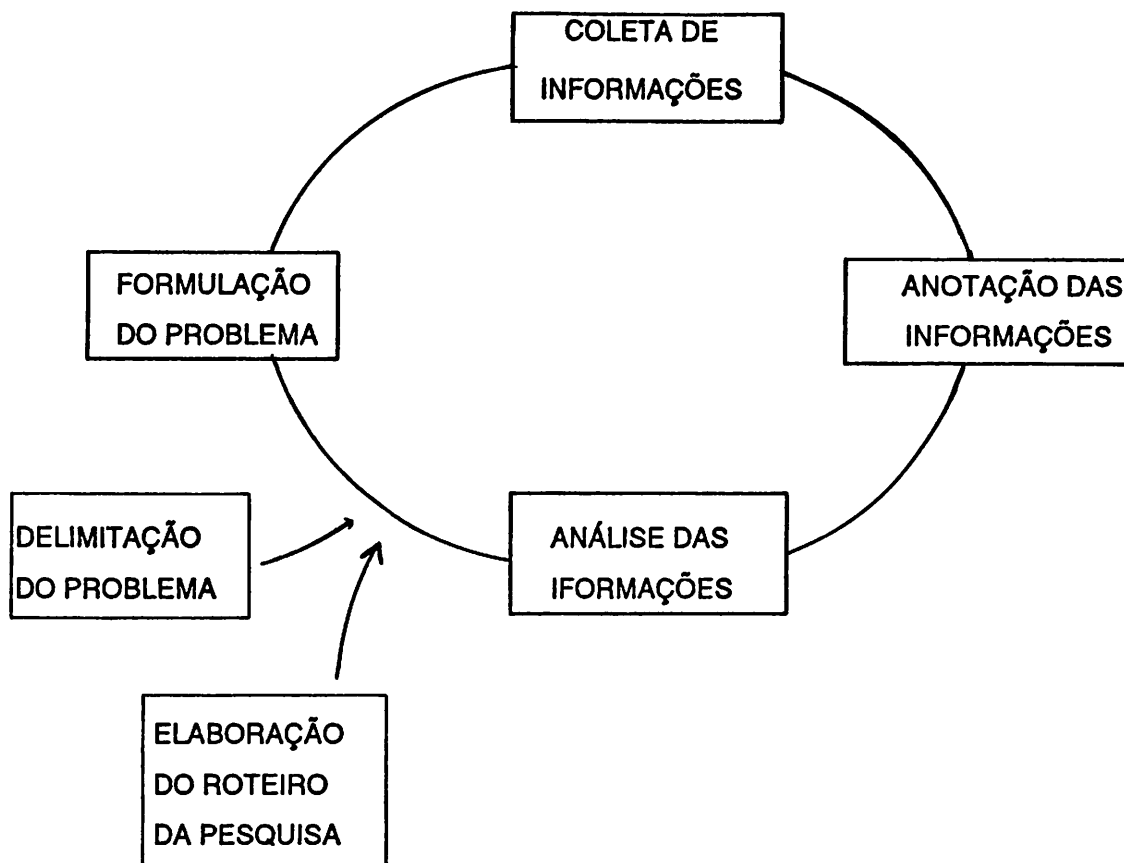 COLETA DE
INFORMAÇÕES
FORMULAÇÃO
DO PROBLEMA
ANOTAÇÃO DAS
INFORMAÇÕES
DELIMITAÇÃO
DO PROBLEMA
ANÁLISE DAS
IFORMAÇÕES
ELABORAÇÃO
DO ROTEIRO
DA PESQUISA